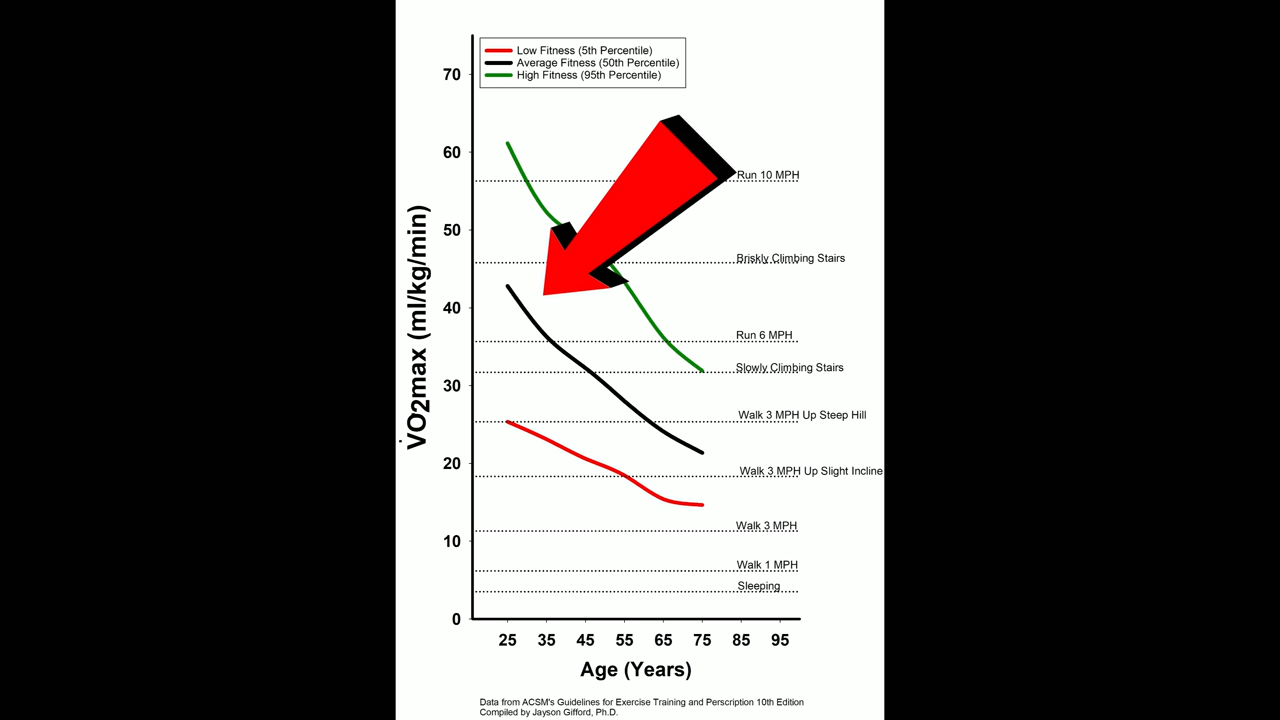 Low Fitness (5th Percentile)
Average Fitness (50th Percentile)
High Fitness (95th Percentile)
70
60
50
40
30
20
10
0
V̇O2max (ml/kg/min)
Run 10 MPH
Briskly Climbing Stairs
Run 6 MPH
Slowly Climbing Stairs
Walk 3 MPH Up Steep Hill
Walk 3 MPH Up Slight Incline
Walk 3 MPH
Walk 1 MPH
Sleeping
25 35 45 55 65 75 85 95
Age (Years)
Data from ACSM's Guidelines for Exercise Training and Perscription 10th Edition
Compiled by Jayson Gifford, Ph.D.